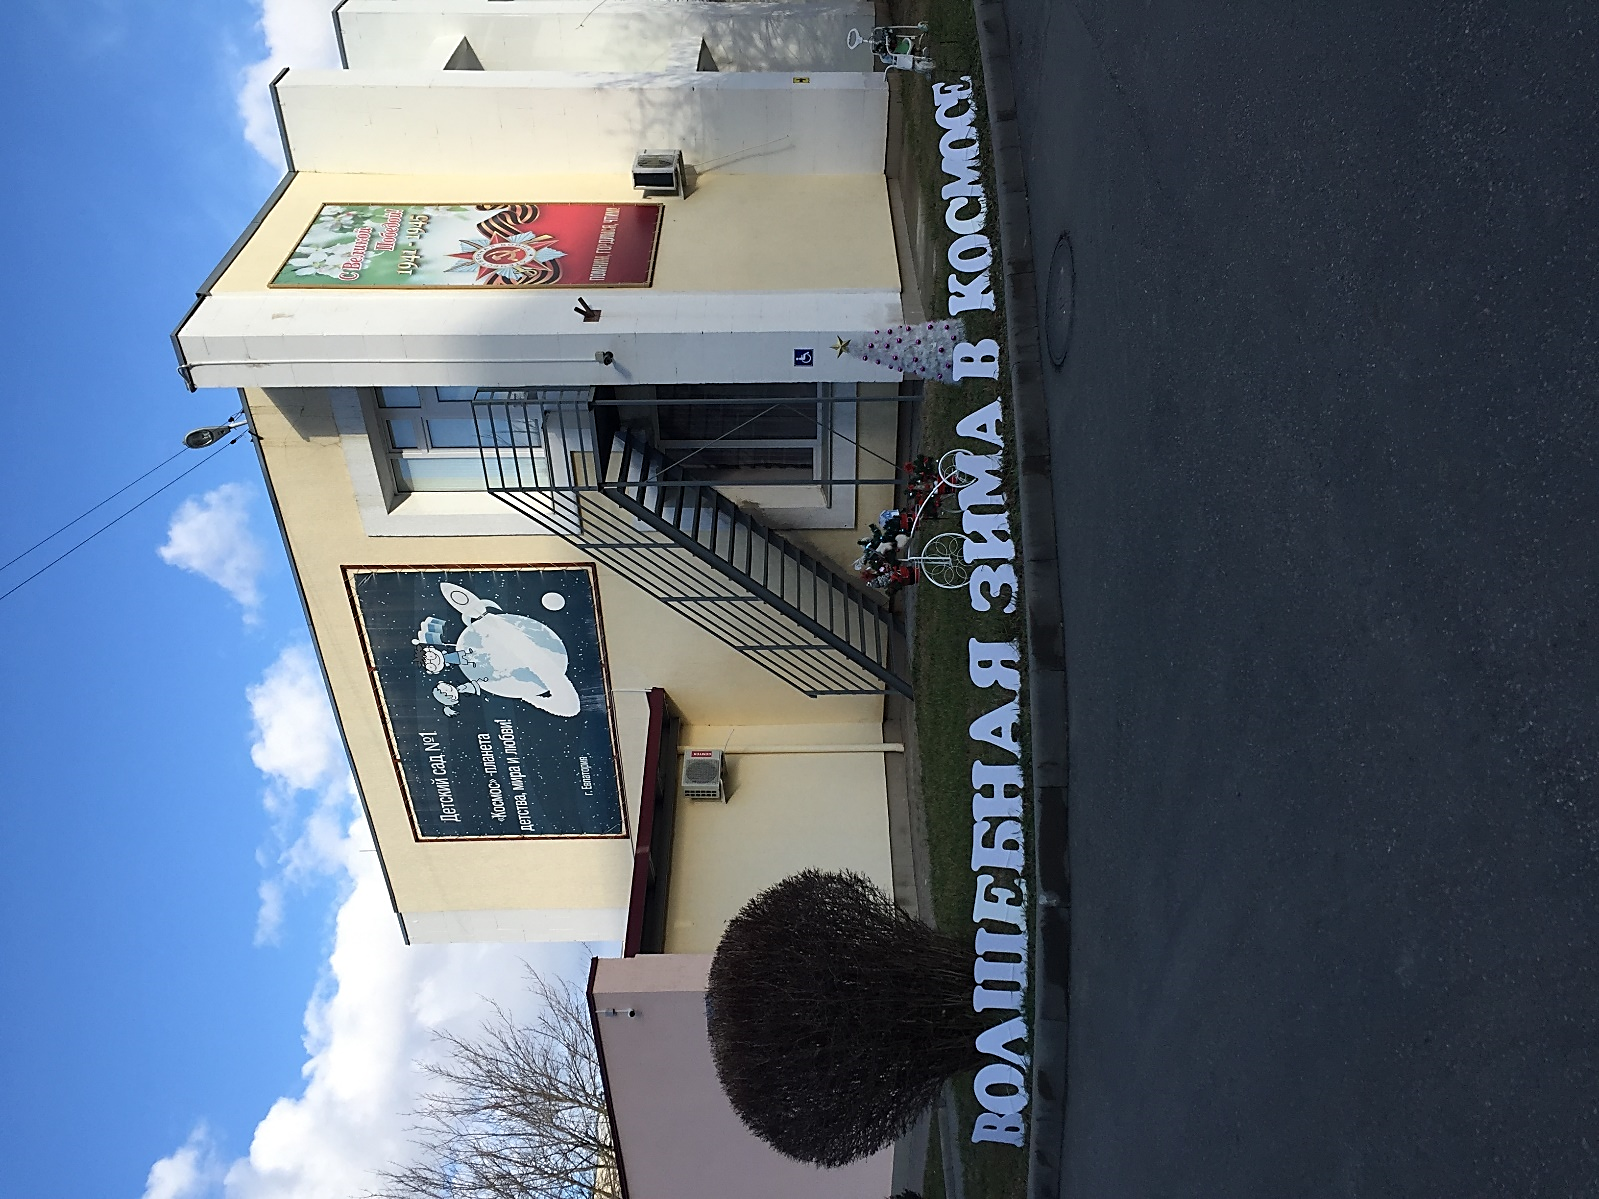 Детский сад №1
«Космос» -планета
детства, мира и любви!
г. Евпатория
С Великой
Победой!
1941 - 1945
ПОМНИМ, ГОРДИМСЯ, ЧТИМ!
ВОЛШЕБНАЯ ЗИМА В КОСМОСЕ